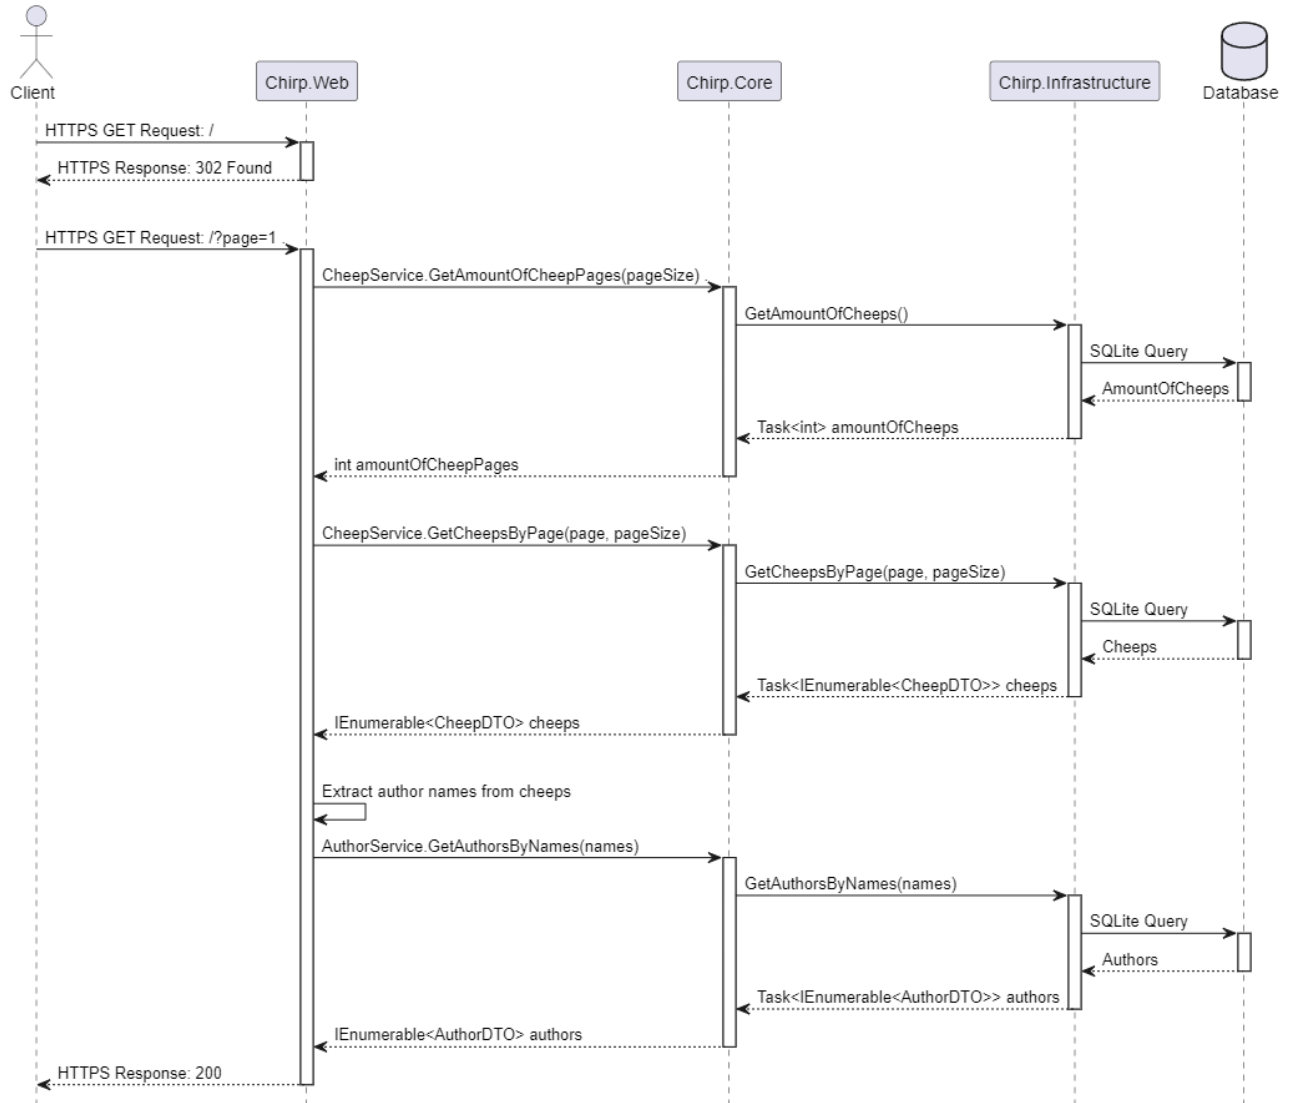 Client
Chirp.Web
Chirp.Core
Chirp.Infrastructure
Database
HTTPS GET Request: /
HTTPS Response: 302 Found
HTTPS GET Request: /?page=1 .
CheepService.GetAmountOfCheepPages(pageSize) .
GetAmountOfCheeps()
SQLite Query
AmountOfCheeps
Task<int> amountOfCheeps
int amountOfCheepPages
CheepService.GetCheepsByPage(page, pageSize)
GetCheepsByPage(page, pageSize)
SQLite Query
Cheeps
Task<IEnumerable<CheepDTO>> cheeps
IEnumerable<CheepDTO> cheeps
Extract author names from cheeps
AuthorService.GetAuthorsByNames(names)
GetAuthorsByNames(names)
SQLite Query
Authors
Task<IEnumerable<AuthorDTO>> authors
IEnumerable<AuthorDTO> authors
HTTPS Response: 200